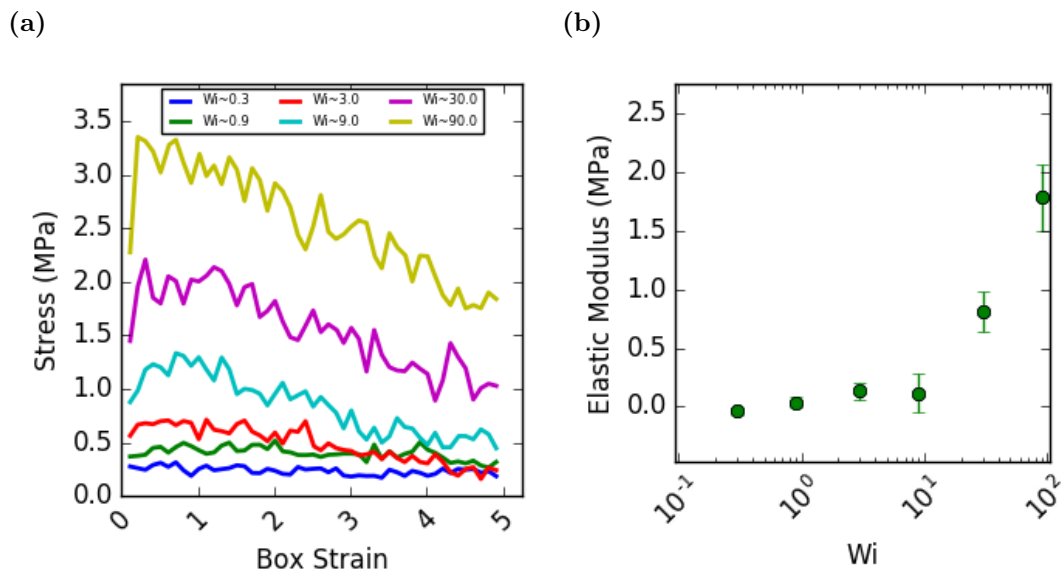 (a)
(b)
Wi~0.3 Wi~3.0 Wi~30.0
Wi~0.9 Wi~9.0 Wi~90.0
3.5
3.0
2.5
2.0
1.5
1.0
0.5
0.0
Stress (MPa)
0 1 2 3 4 5
Box Strain
2.5
2.0
1.5
1.0
0.5
0.0
Elastic Modulus (MPa)
10⁻¹ 10⁰ 10¹ 10²
Wi